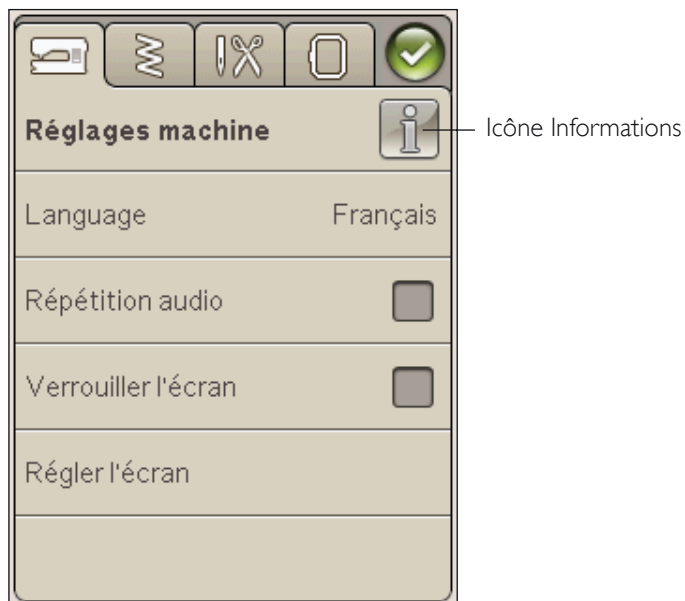 Réglages machine
Icône Informations
Language Français
Répétition audio
Verrouiller l'écran
Régler l'écran